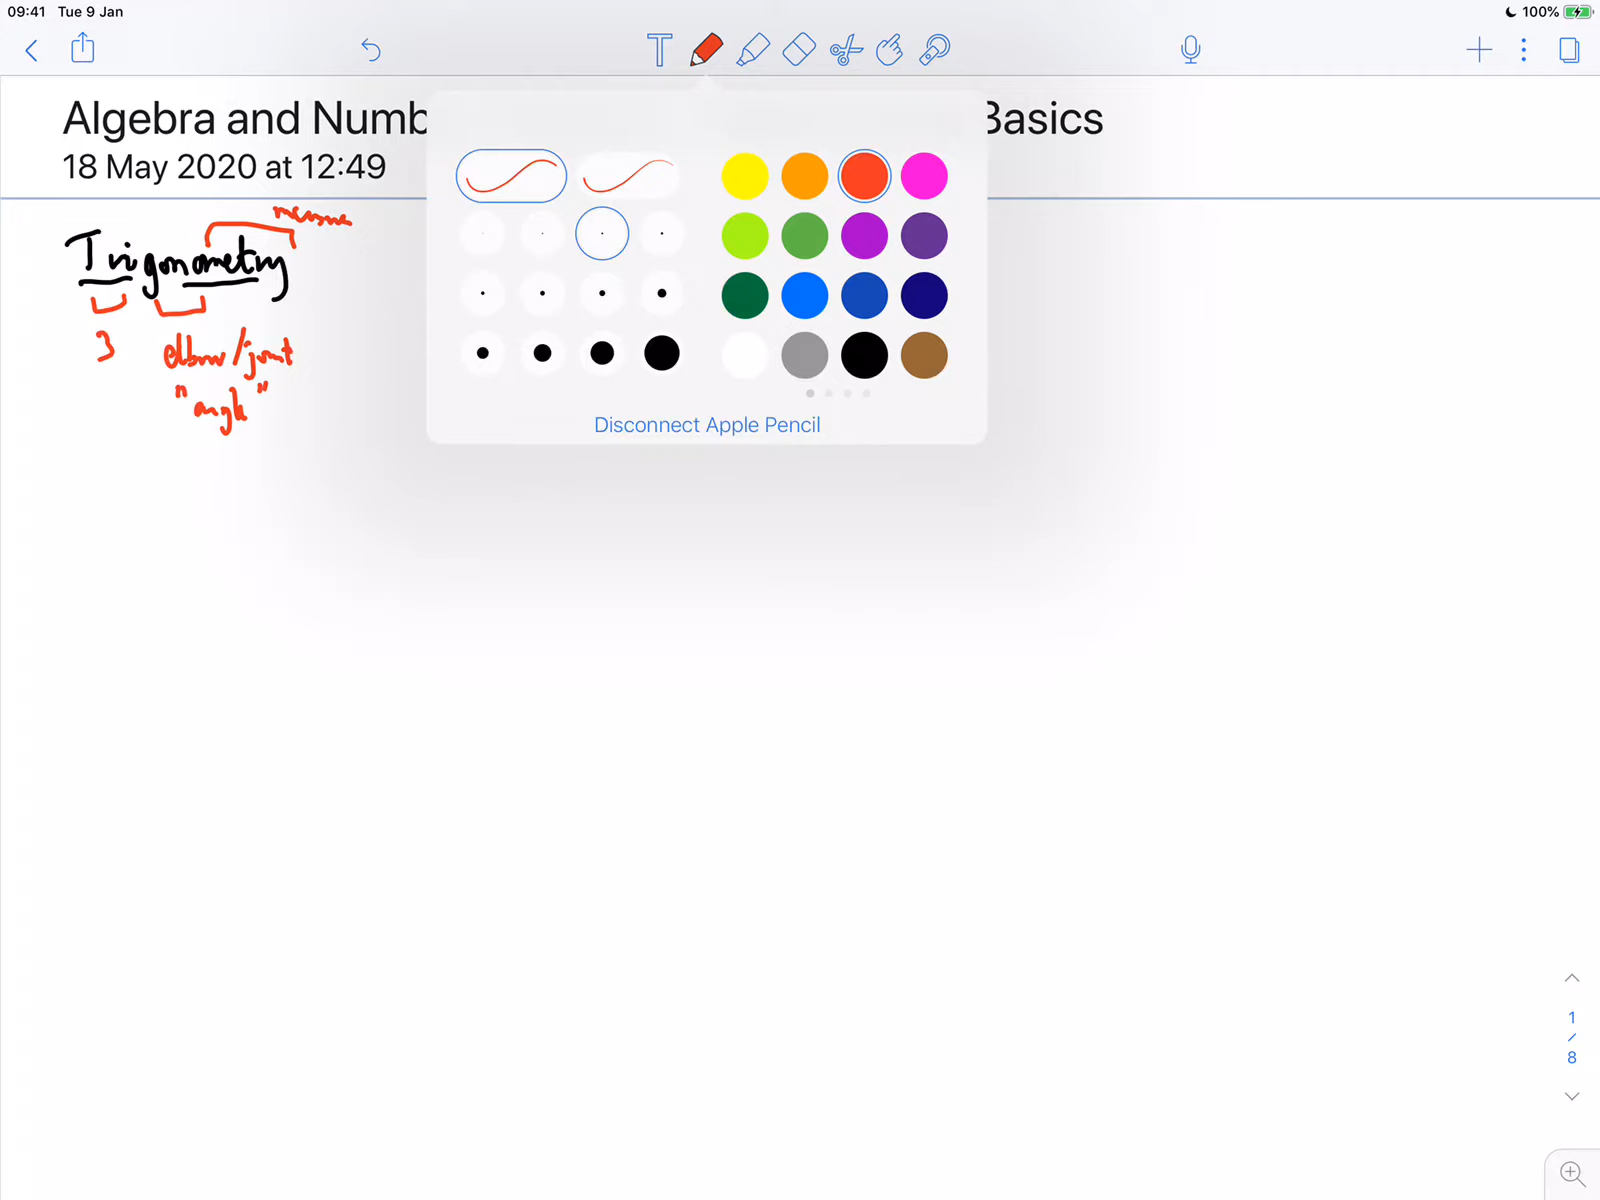 09:41 Tue 9 Jan
100%
T
Algebra and Numb
Basics
18 May 2020 at 12:49
measure
Trigonometry
3
elbow/joint
"angle"
Disconnect Apple Pencil
1
/
8